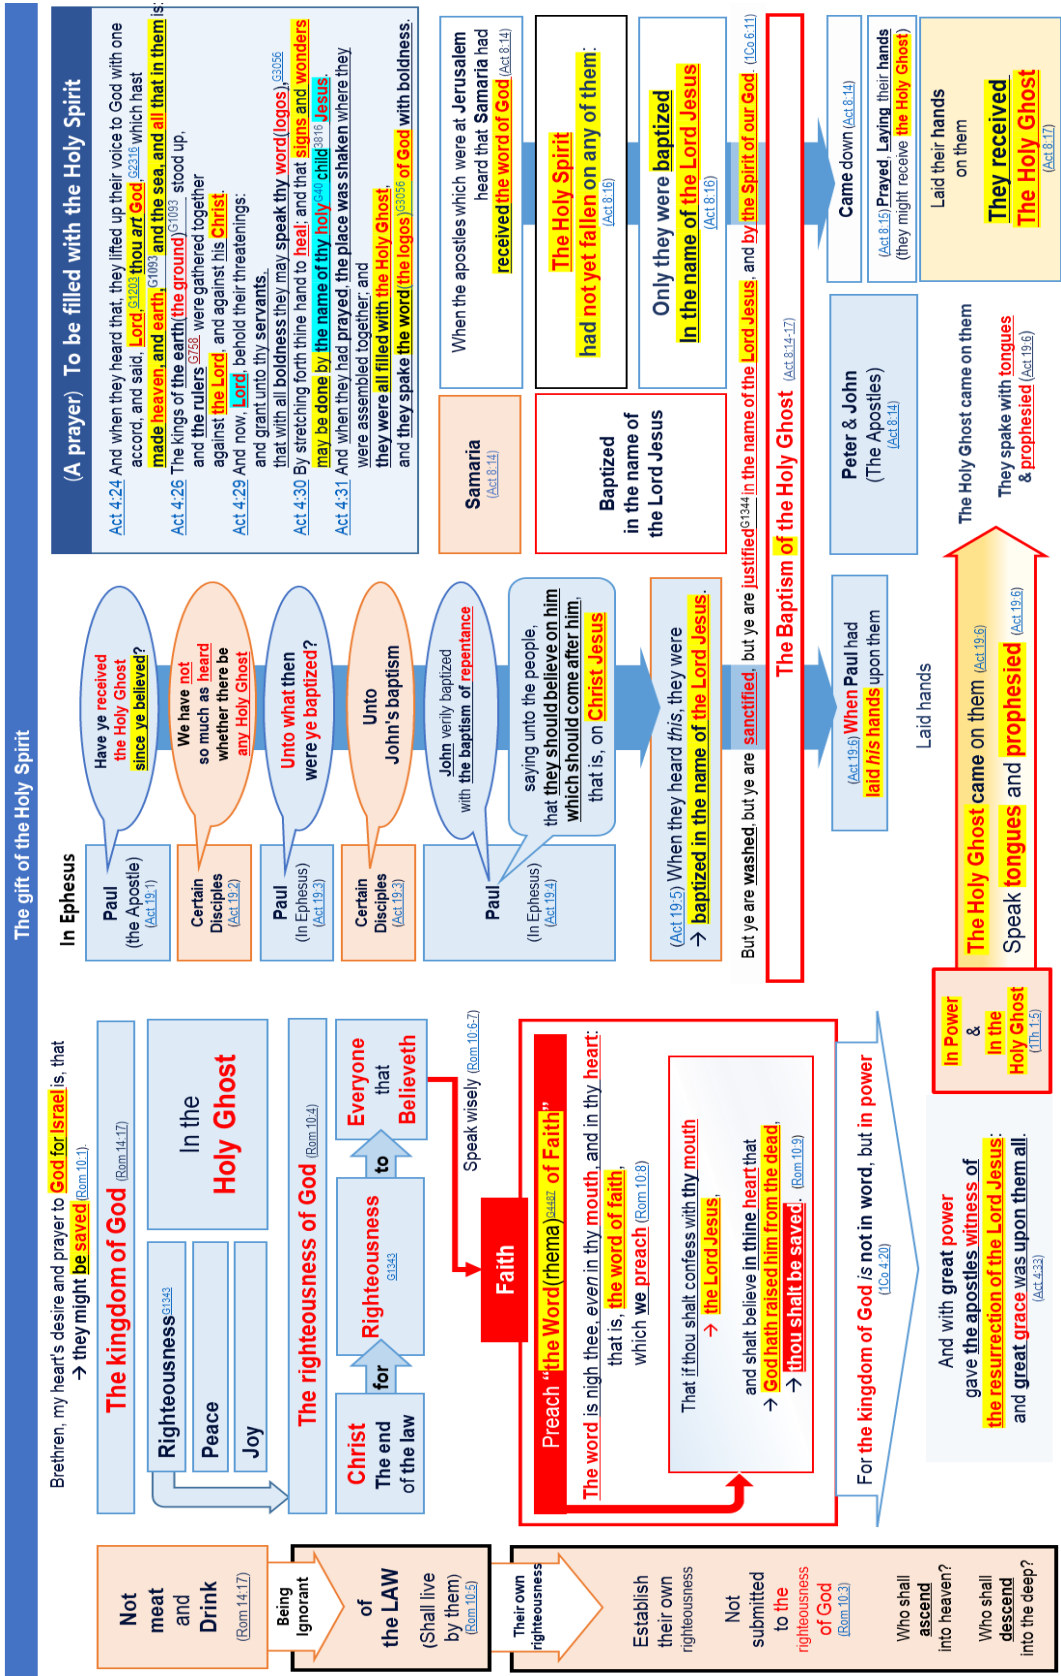 The gift of the Holy Spirit
Not
meat
and
Drink
(Rom 14:17)
Being
Ignorant
of
the LAW
(Shall live
by them)
(Rom 10:5)
Their own
righteousness
Establish
their own
righteousness
Not
submitted
to the
righteousness
of God
(Rom 10:3)
Who shall
ascend
into heaven?
Who shall
descend
into the deep?
Brethren, my heart's desire and prayer to God for Israel is, that
→ they might be saved (Rom 10:1).
The kingdom of God (Rom 14:17)
Righteousness G1343
Peace
Joy
In the
Holy Ghost
The righteousness of God (Rom 10:4)
Christ
The end
of the law
for
Righteousness
G1343
to
Everyone
that
Believeth
Speak wisely (Rom 10:6-7)
Faith
Preach “the Word(rhema)G4487 of Faith”
The word is nigh thee, even in thy mouth, and in thy heart:
that is, the word of faith,
which we preach (Rom 10:8)
That if thou shalt confess with thy mouth
→ the Lord Jesus,
and shalt believe in thine heart that
→ God hath raised him from the dead,
→ thou shalt be saved. (Rom 10:9)
For the kingdom of God is not in word, but in power
(1Co 4:20)
And with great power
gave the apostles witness of
the resurrection of the Lord Jesus:
and great grace was upon them all.
(Act 4:33)
In Power
&
In the
Holy Ghost
(1Th 1:5)
In Ephesus
Paul
(the Apostle)
(Act 19:1)
Have ye received
the Holy Ghost
since ye believed?
Certain
Disciples
(Act 19:2)
We have not
so much as heard
whether there be
any Holy Ghost
Paul
(In Ephesus)
(Act 19:3)
Unto what then
were ye baptized?
Certain
Disciples
(Act 19:3)
Unto
John's baptism
Paul
(In Ephesus)
(Act 19:4)
John verily baptized
with the baptism of repentance
saying unto the people,
that they should believe on him
which should come after him,
that is, on Christ Jesus
(Act 19:5) When they heard this, they were
→ baptized in the name of the Lord Jesus.
But ye are washed, but ye are sanctified, but ye are justifiedG1344 in the name of the Lord Jesus, and by the Spirit of our God. (1Co 6:11)
The Baptism of the Holy Ghost (Act 8:14-17)
(Act 19:6) When Paul had
laid his hands upon them
Laid hands
The Holy Ghost came on them (Act 19:6)
Speak tongues and prophesied (Act 19:6)
(A prayer) To be filled with the Holy Spirit
Act 4:24 And when they heard that, they lifted up their voice to God with one
accord, and said, Lord,G1203 thou art God,G2316 which hast
made heaven, and earth,G1093 and the sea, and all that in them is:
Act 4:26 The kings of the earth(the ground)G1093 stood up,
and the rulers G758 were gathered together
against the Lord, and against his Christ.
Act 4:29 And now, Lord, behold their threatenings:
and grant unto thy servants,
that with all boldness they may speak thy word(logos),G3056
Act 4:30 By stretching forth thine hand to heal; and that signs and wonders
may be done by the name of thy holyG40 child3816 Jesus.
Act 4:31 And when they had prayed, the place was shaken where they
were assembled together; and
they were all filled with the Holy Ghost,
and they spake the word(the logos)G3056 of God with boldness.
Samaria
(Act 8:14)
When the apostles which were at Jerusalem
heard that Samaria had
received the word of God (Act 8:14)
Baptized
in the name of
the Lord Jesus
The Holy Spirit
had not yet fallen on any of them:
(Act 8:16)
Only they were baptized
In the name of the Lord Jesus
(Act 8:16)
Peter & John
(The Apostles)
(Act 8:14)
Came down (Act 8:14)
(Act 8:15) Prayed, Laying their hands
(they might receive the Holy Ghost)
The Holy Ghost came on them
They spake with tongues
& prophesied (Act 19:6)
Laid their hands
on them
They received
The Holy Ghost
(Act 8:17)